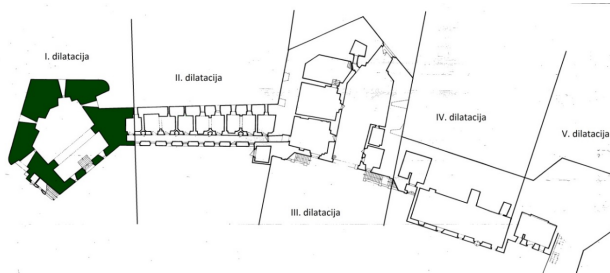 I. dilatacija
II. dilatacija
IV. dilatacija
V. dilatacija
III. dilatacija